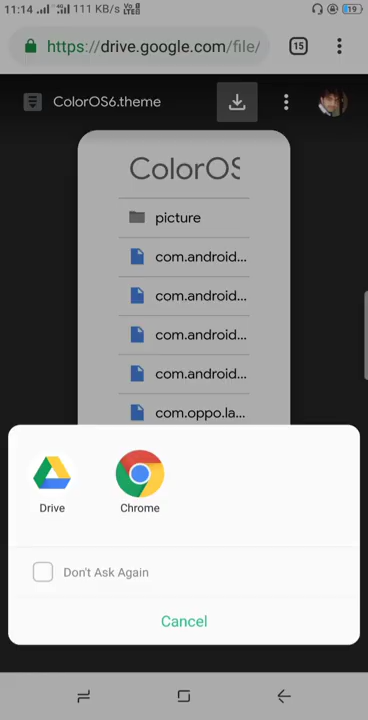 11:14 4G 111 KB/s Vo LTE 19
https://drive.google.com/file/ 15
ColorOS6.theme
ColorOS
picture
com.android...
com.android...
com.android...
com.android...
com.oppo.la...
Drive Chrome
Don't Ask Again
Cancel